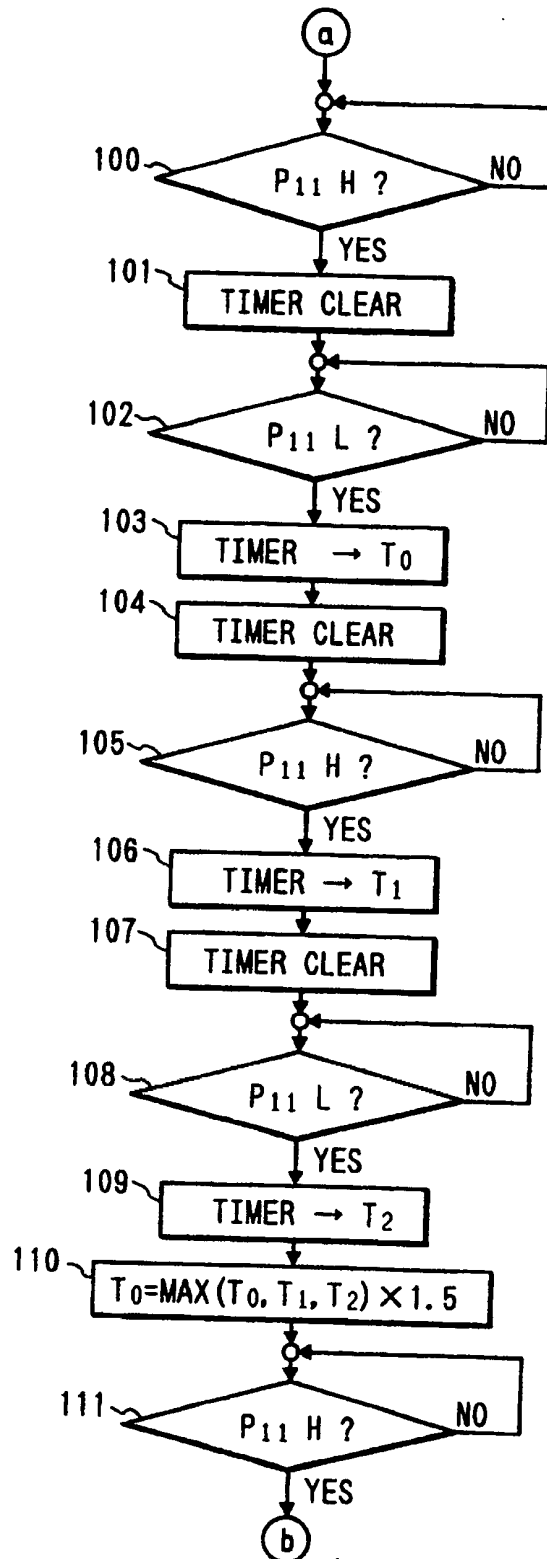 a
100
P₁₁ H ?
NO
YES
101
TIMER CLEAR
102
P₁₁ L ?
NO
YES
103
TIMER → T₀
104
TIMER CLEAR
105
P₁₁ H ?
NO
YES
106
TIMER → T₁
107
TIMER CLEAR
108
P₁₁ L ?
NO
YES
109
TIMER → T₂
110
T₀=MAX(T₀, T₁, T₂)×1.5
111
P₁₁ H ?
NO
YES
b